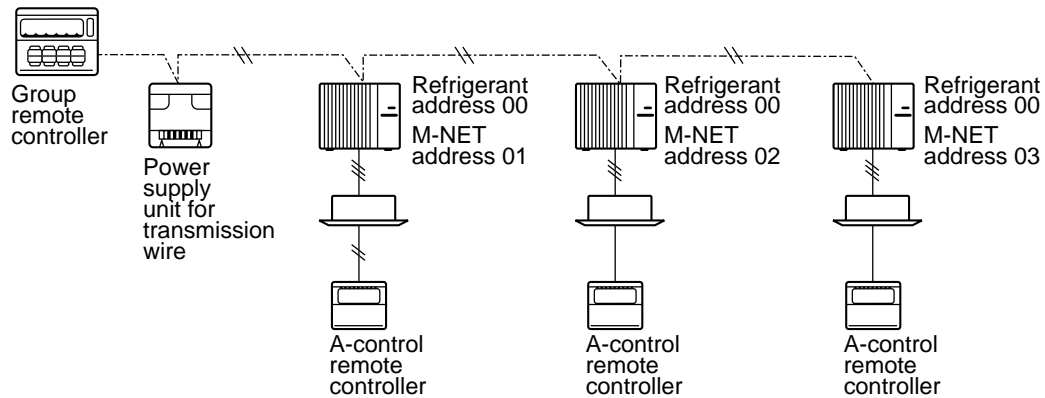 Group
remote
controller
Power
supply
unit for
transmission
wire
Refrigerant
address 00
M-NET
address 01
Refrigerant
address 00
M-NET
address 02
Refrigerant
address 00
M-NET
address 03
A-control
remote
controller
A-control
remote
controller
A-control
remote
controller